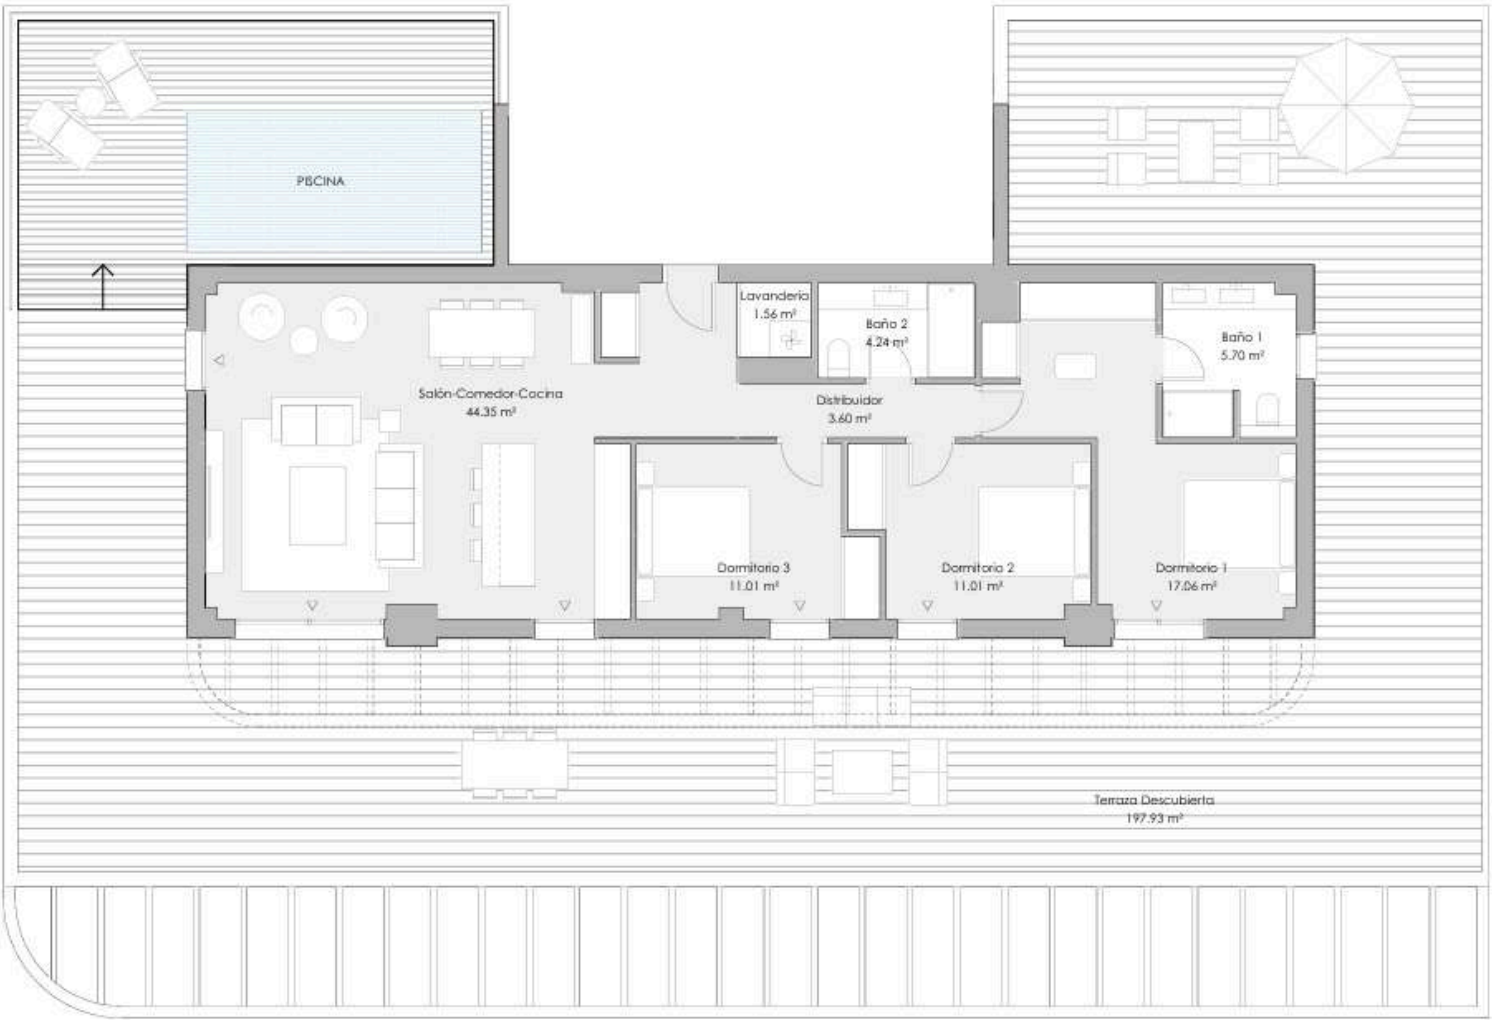 PISCINA
Lavandería
1.56 m²
Baño 2
4.24 m²
Baño 1
5.70 m²
Salón-Comedor-Cocina
44.35 m²
Distribuidor
3.60 m²
Dormitorio 3
11.01 m²
Dormitorio 2
11.01 m²
Dormitorio 1
17.06 m²
Terraza Descubierta
197.93 m²